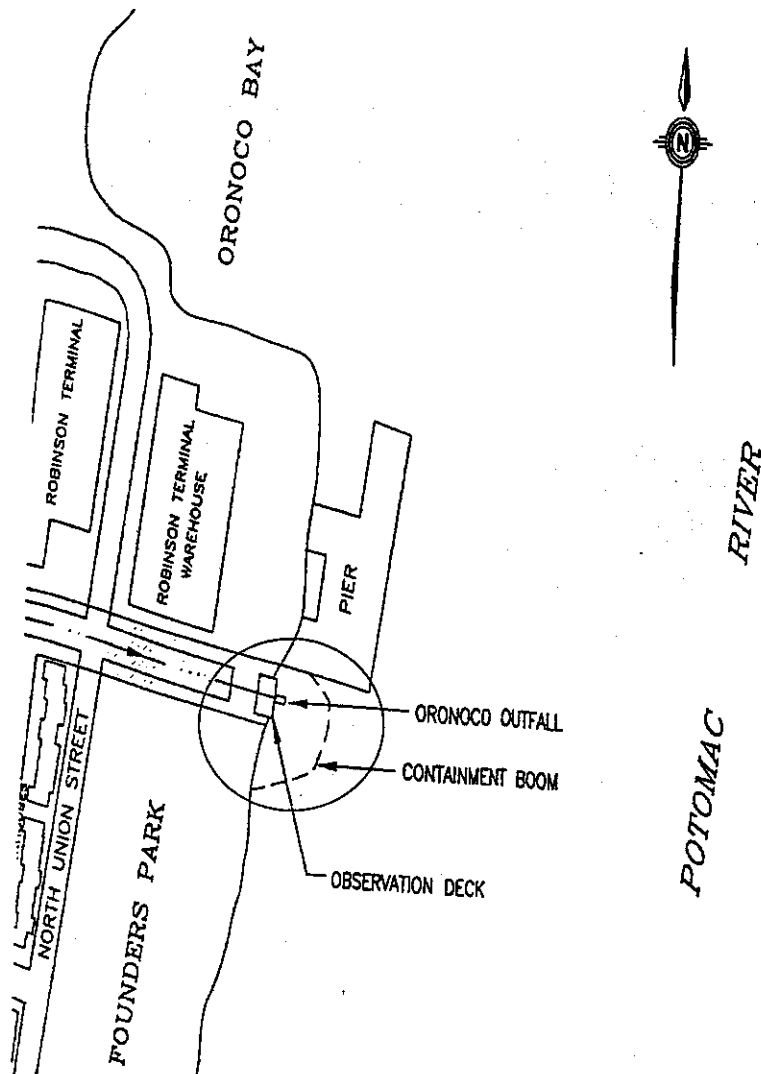 ORONOCO BAY
N
ROBINSON TERMINAL
ROBINSON TERMINAL
WAREHOUSE
PIER
RIVER
POTOMAC
ORONOCO OUTFALL
CONTAINMENT BOOM
OBSERVATION DECK
NORTH UNION STREET
FOUNDERS PARK